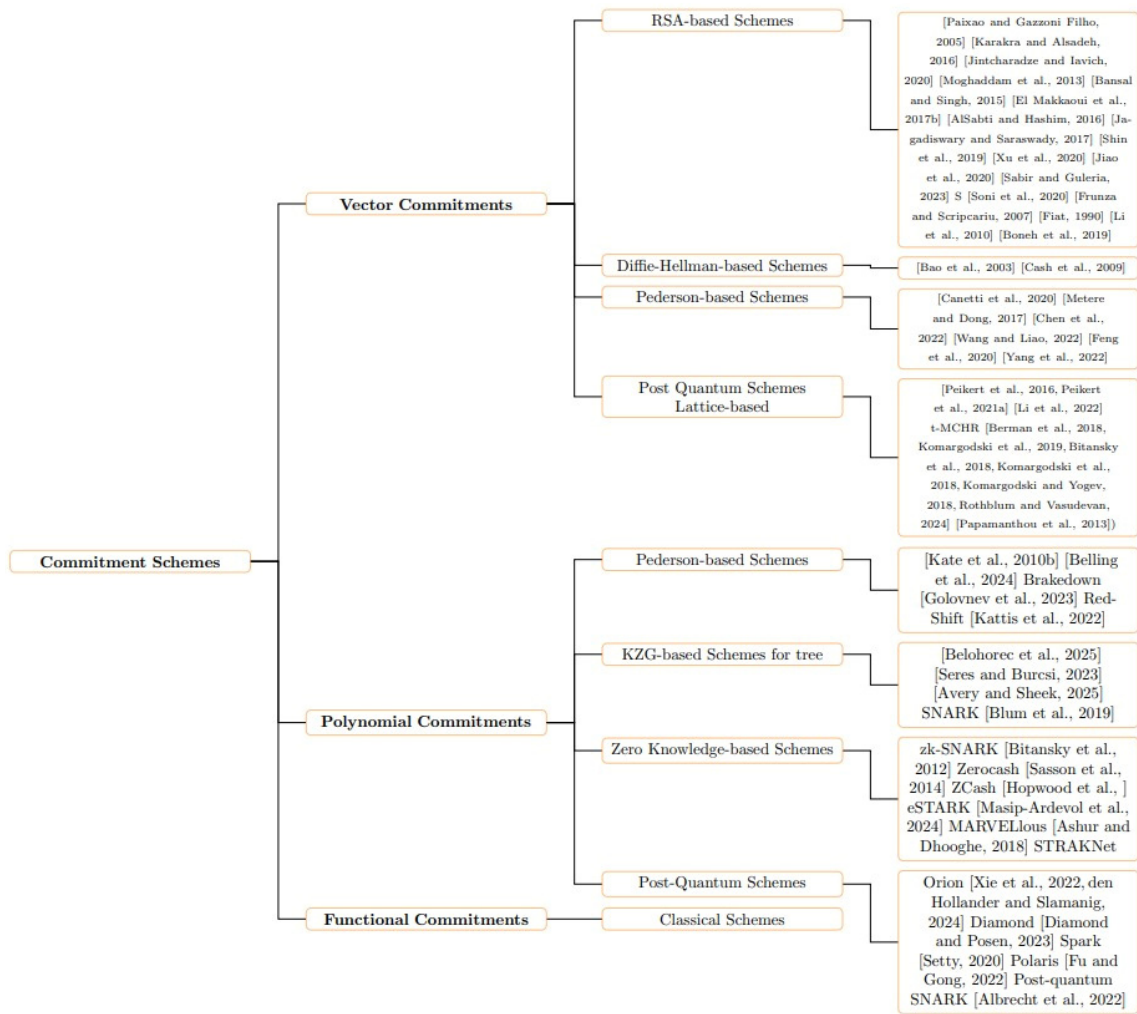 RSA-based Schemes
[Paixao and Gazzoni Filho,
2005] [Karakra and Alsadeh,
2016] [Jintcharadze and Iavich,
2020] [Moghaddam et al., 2013] [Bansal
and Singh, 2015] [El Makkaoui et al.,
2017b] [AlSabti and Hashim, 2016] [Ja-
gadiswary and Saraswady, 2017] [Shin
et al., 2019] [Xu et al., 2020] [Jiao
et al., 2020] [Sabir and Guleria,
2023] S [Soni et al., 2020] [Frunza
and Scripcariu, 2007] [Fiat, 1990] [Li
et al., 2010] [Boneh et al., 2019]
Vector Commitments
Diffie-Hellman-based Schemes
[Bao et al., 2003] [Cash et al., 2009]
Pederson-based Schemes
[Canetti et al., 2020] [Metere
and Dong, 2017] [Chen et al.,
2022] [Wang and Liao, 2022] [Feng
et al., 2020] [Yang et al., 2022]
Post Quantum Schemes
Lattice-based
[Peikert et al., 2016, Peikert
et al., 2021a] [Li et al., 2022]
t-MCHR [Berman et al., 2018,
Komargodski et al., 2019, Bitansky
et al., 2018, Komargodski et al.,
2018, Komargodski and Yogev,
2018, Rothblum and Vasudevan,
2024] [Papamanthou et al., 2013])
Commitment Schemes
Pederson-based Schemes
[Kate et al., 2010b] [Belling
et al., 2024] Brakedown
[Golovnev et al., 2023] Red-
Shift [Kattis et al., 2022]
KZG-based Schemes for tree
[Belohorec et al., 2025]
[Seres and Burcsi, 2023]
[Avery and Sheek, 2025]
SNARK [Blum et al., 2019]
Polynomial Commitments
Zero Knowledge-based Schemes
zk-SNARK [Bitansky et al.,
2012] Zerocash [Sasson et al.,
2014] ZCash [Hopwood et al., ]
eSTARK [Masip-Ardevol et al.,
2024] MARVELlous [Ashur and
Dhooghe, 2018] STRAKNet
Post-Quantum Schemes
Orion [Xie et al., 2022, den
Hollander and Slamanig,
2024] Diamond [Diamond
and Posen, 2023] Spark
[Setty, 2020] Polaris [Fu and
Gong, 2022] Post-quantum
SNARK [Albrecht et al., 2022]
Functional Commitments
Classical Schemes